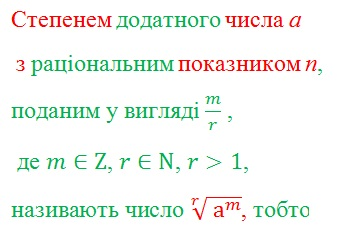 Степенем додатного числа a
з раціональним показником n,
поданим у вигляді m/r ,
де m ∈ Z, r ∈ N, r > 1,
називають число ʳ√aᵐ, тобто